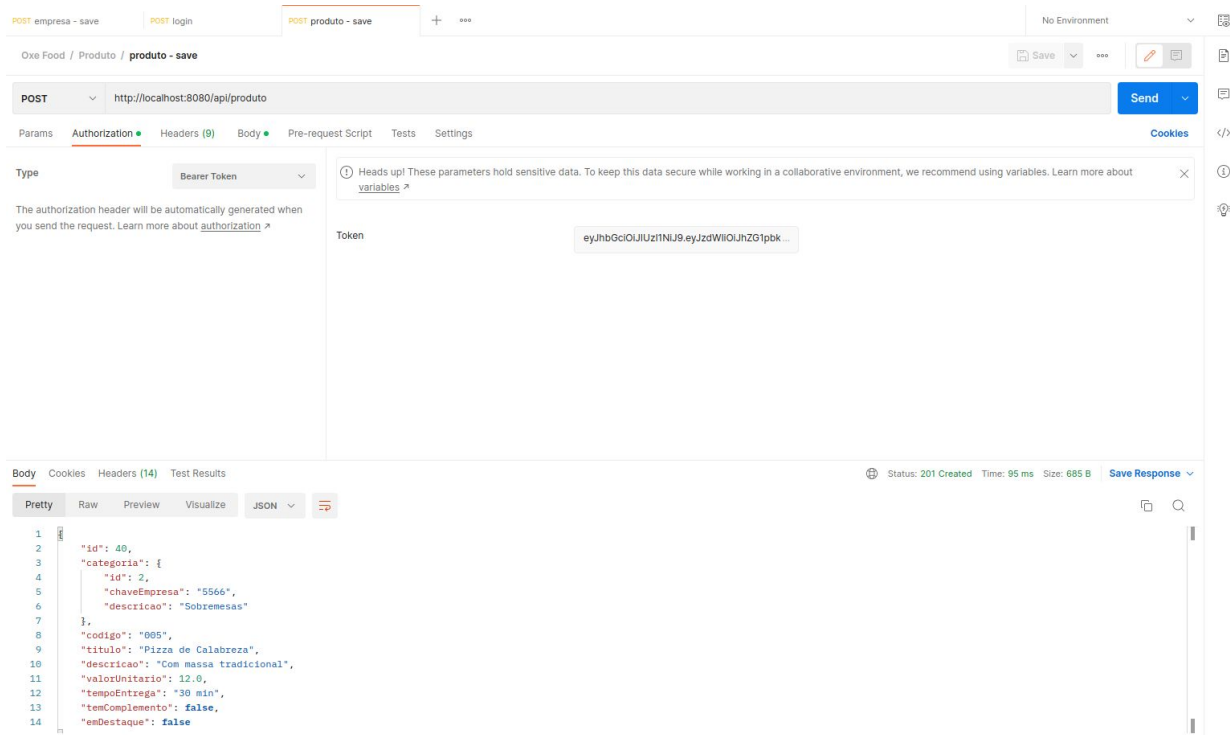 POST empresa - save POST login POST produto - save No Environment
Oxe Food / Produto / produto - save Save
POST http://localhost:8080/api/produto Send
Params Authorization Headers (9) Body Pre-request Script Tests Settings Cookies
Type Bearer Token
Heads up! These parameters hold sensitive data. To keep this data secure while working in a collaborative environment, we recommend using variables. Learn more about
variables ↗
The authorization header will be automatically generated when
you send the request. Learn more about authorization ↗
Token eyJhbGciOiJIUzI1NiJ9.eyJzdWIiOiJhZG1pbk ...
Body Cookies Headers (14) Test Results Status: 201 Created Time: 95 ms Size: 685 B Save Response
Pretty Raw Preview Visualize JSON
1 {
2 "id": 40,
3 "categoria": {
4 "id": 2,
5 "chaveEmpresa": "5566",
6 "descricao": "Sobremesas"
7 },
8 "codigo": "005",
9 "titulo": "Pizza de Calabreza",
10 "descricao": "Com massa tradicional",
11 "valorUnitario": 12.0,
12 "tempoEntrega": "30 min",
13 "temComplemento": false,
14 "emDestaque": false